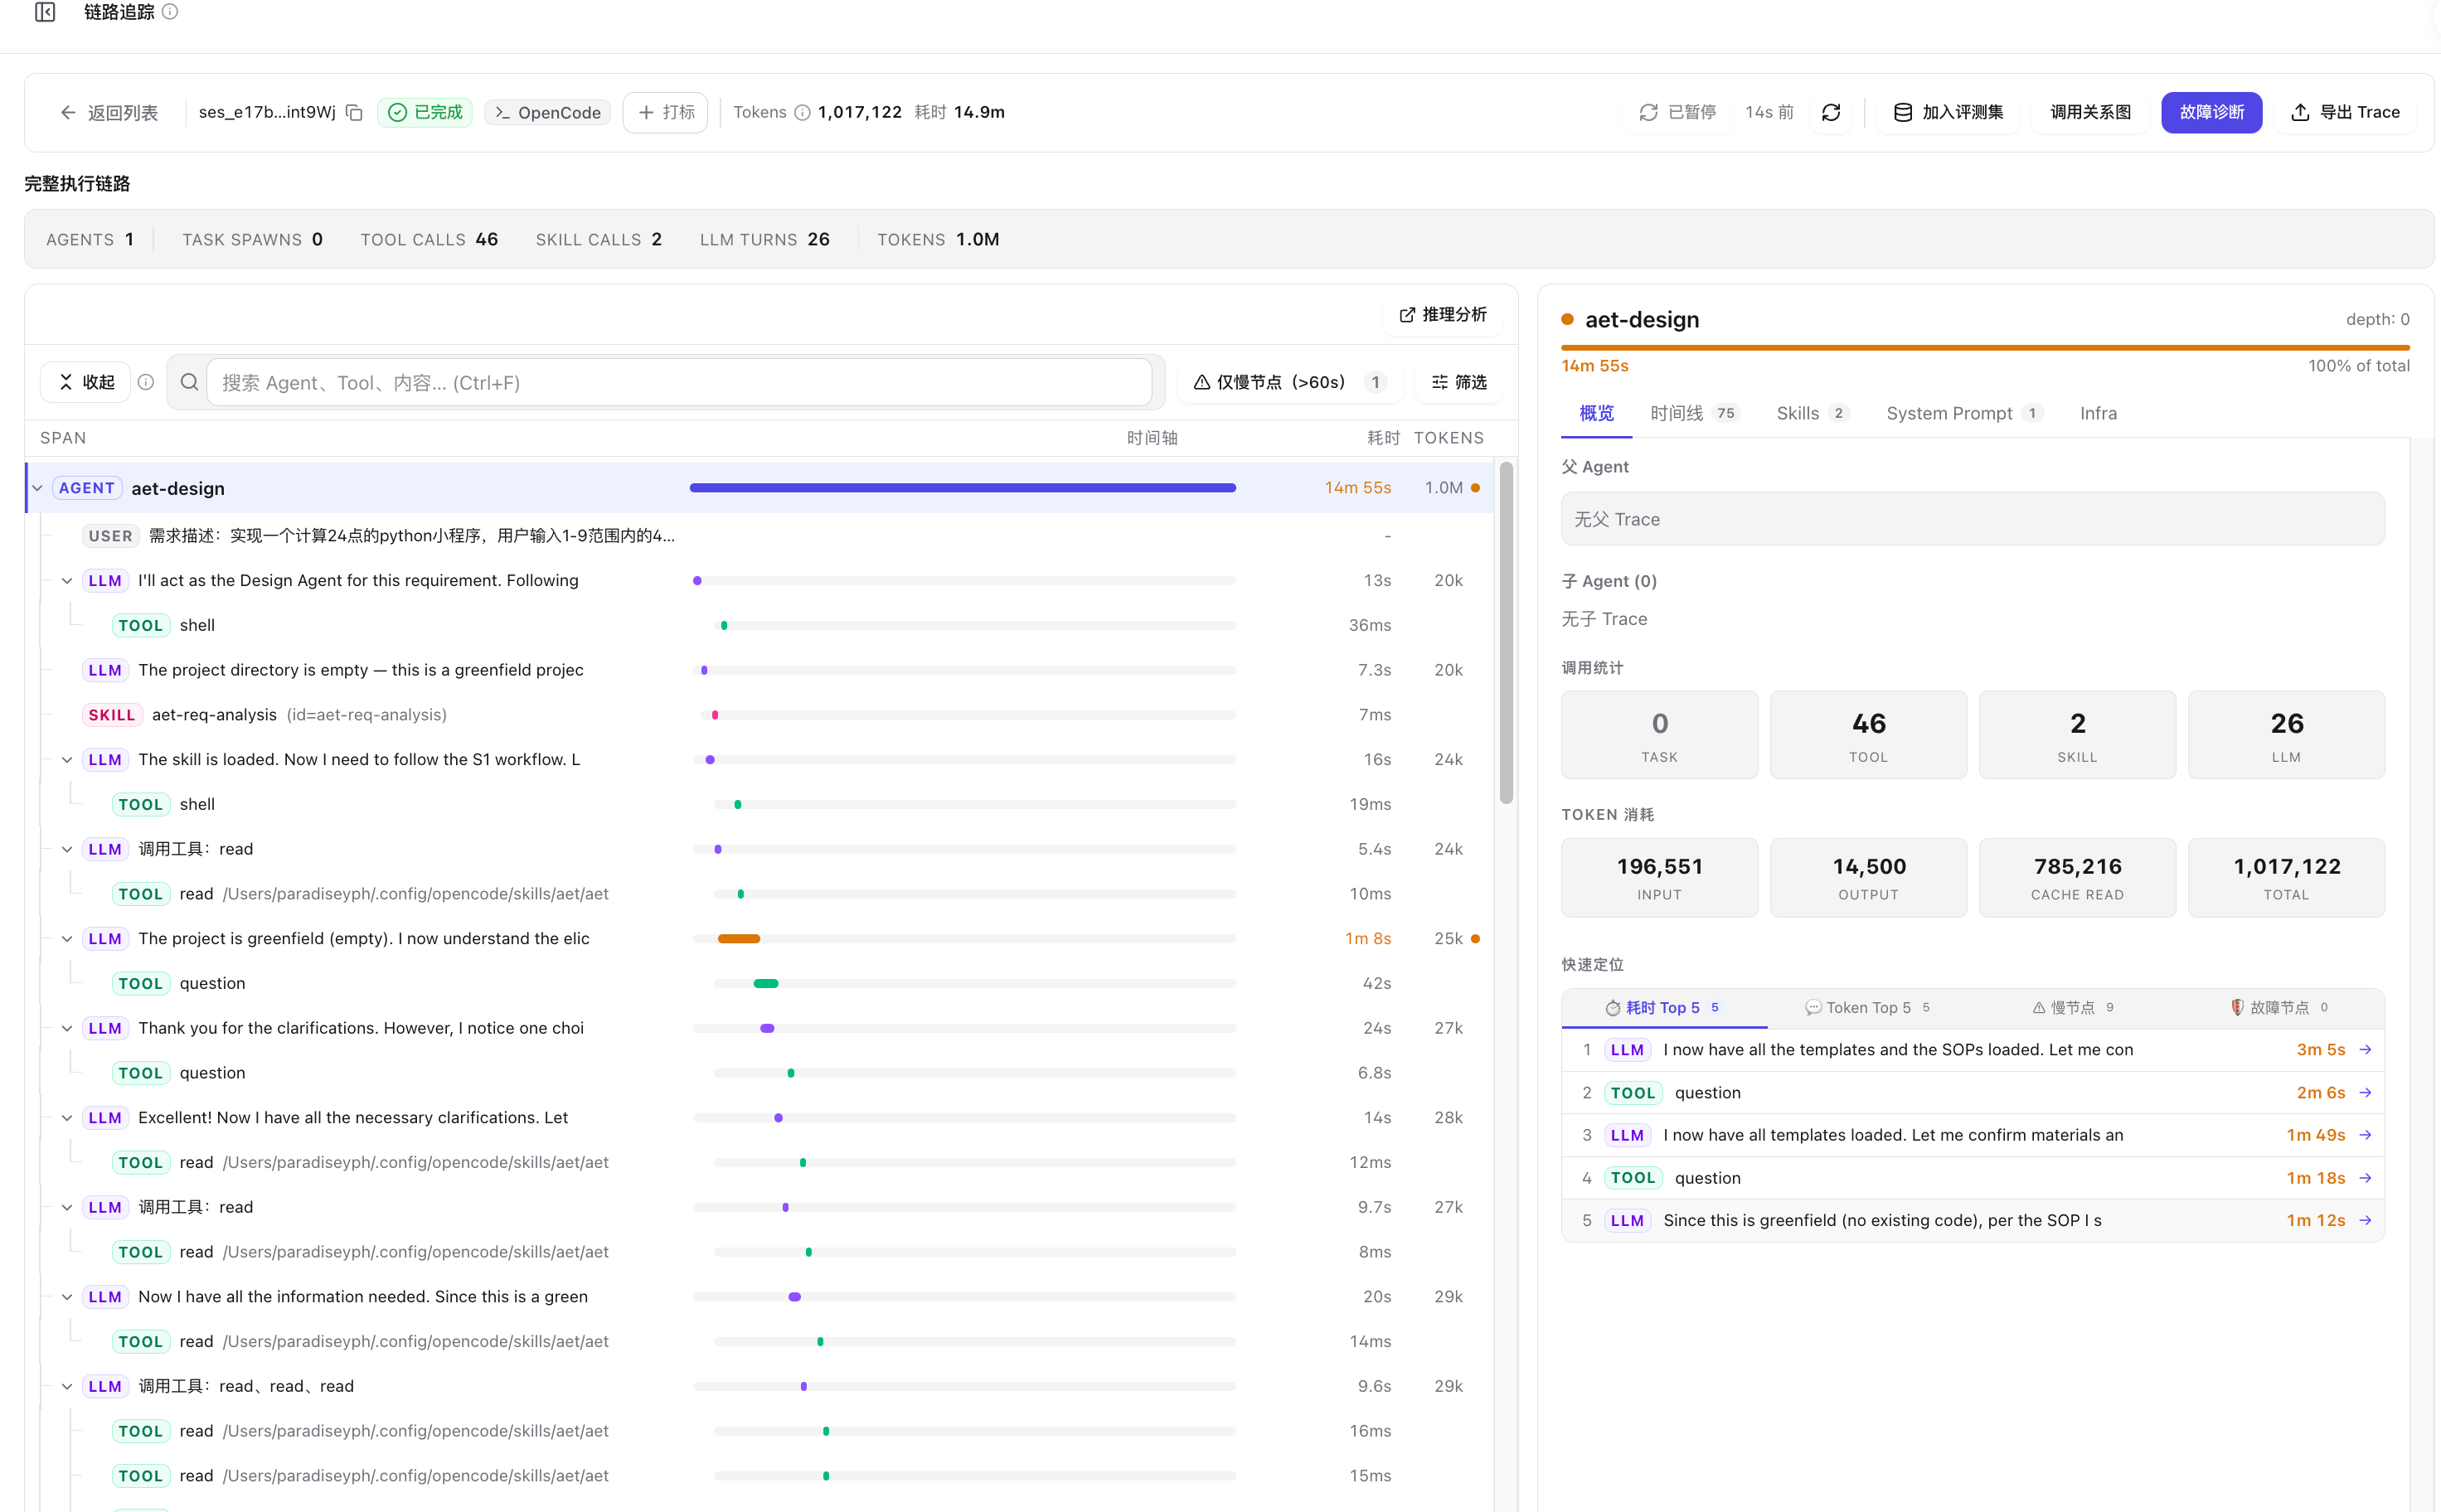 链路追踪
返回列表 ses_e17b...int9Wj 已完成 OpenCode 打标 Tokens 1,017,122 耗时 14.9m 已暂停 14s 前 加入评测集 调用关系图 故障诊断 导出 Trace
完整执行链路
AGENTS 1 TASK SPAWNS 0 TOOL CALLS 46 SKILL CALLS 2 LLM TURNS 26 TOKENS 1.0M
推理分析
收起 搜索 Agent、Tool、内容... (Ctrl+F) 仅慢节点（>60s） 1 筛选
SPAN 时间轴 耗时 TOKENS
AGENT aet-design 14m 55s 1.0M
USER 需求描述：实现一个计算24点的python小程序，用户输入1-9范围内的4... -
LLM I'll act as the Design Agent for this requirement. Following 13s 20k
TOOL shell 36ms
LLM The project directory is empty — this is a greenfield projec 7.3s 20k
SKILL aet-req-analysis (id=aet-req-analysis) 7ms
LLM The skill is loaded. Now I need to follow the S1 workflow. L 16s 24k
TOOL shell 19ms
LLM 调用工具：read 5.4s 24k
TOOL read /Users/paradiseyph/.config/opencode/skills/aet/aet 10ms
LLM The project is greenfield (empty). I now understand the elic 1m 8s 25k
TOOL question 42s
LLM Thank you for the clarifications. However, I notice one choi 24s 27k
TOOL question 6.8s
LLM Excellent! Now I have all the necessary clarifications. Let 14s 28k
TOOL read /Users/paradiseyph/.config/opencode/skills/aet/aet 12ms
LLM 调用工具：read 9.7s 27k
TOOL read /Users/paradiseyph/.config/opencode/skills/aet/aet 8ms
LLM Now I have all the information needed. Since this is a green 20s 29k
TOOL read /Users/paradiseyph/.config/opencode/skills/aet/aet 14ms
LLM 调用工具：read、read、read 9.6s 29k
TOOL read /Users/paradiseyph/.config/opencode/skills/aet/aet 16ms
TOOL read /Users/paradiseyph/.config/opencode/skills/aet/aet 15ms
aet-design depth: 0
14m 55s 100% of total
概览 时间线 75 Skills 2 System Prompt 1 Infra
父 Agent
无父 Trace
子 Agent (0)
无子 Trace
调用统计
0 46 2 26
TASK TOOL SKILL LLM
TOKEN 消耗
196,551 14,500 785,216 1,017,122
INPUT OUTPUT CACHE READ TOTAL
快速定位
耗时 Top 5 5 Token Top 5 5 慢节点 9 故障节点 0
1 LLM I now have all the templates and the SOPs loaded. Let me con 3m 5s
2 TOOL question 2m 6s
3 LLM I now have all templates loaded. Let me confirm materials an 1m 49s
4 TOOL question 1m 18s
5 LLM Since this is greenfield (no existing code), per the SOP I s 1m 12s